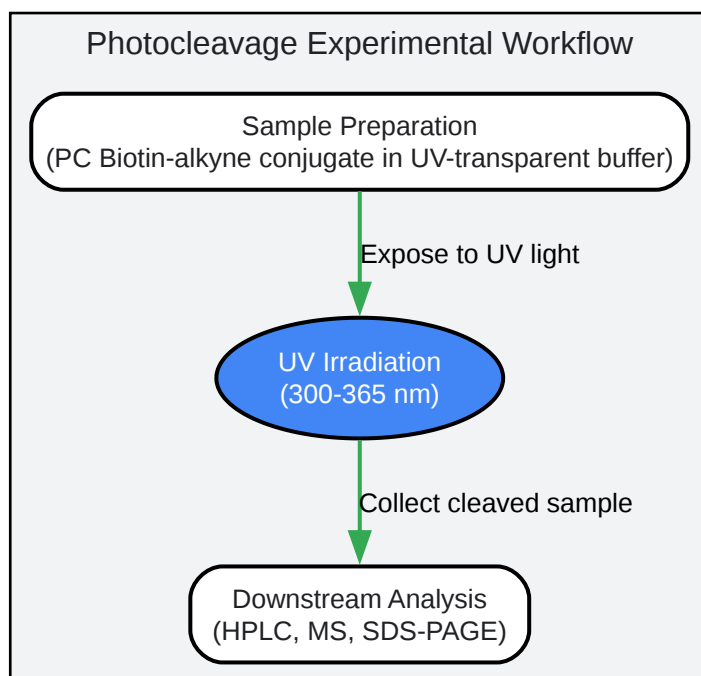 Photocleavage Experimental Workflow
Sample Preparation
(PC Biotin-alkyne conjugate in UV-transparent buffer)
Expose to UV light
UV Irradiation
(300-365 nm)
Collect cleaved sample
Downstream Analysis
(HPLC, MS, SDS-PAGE)